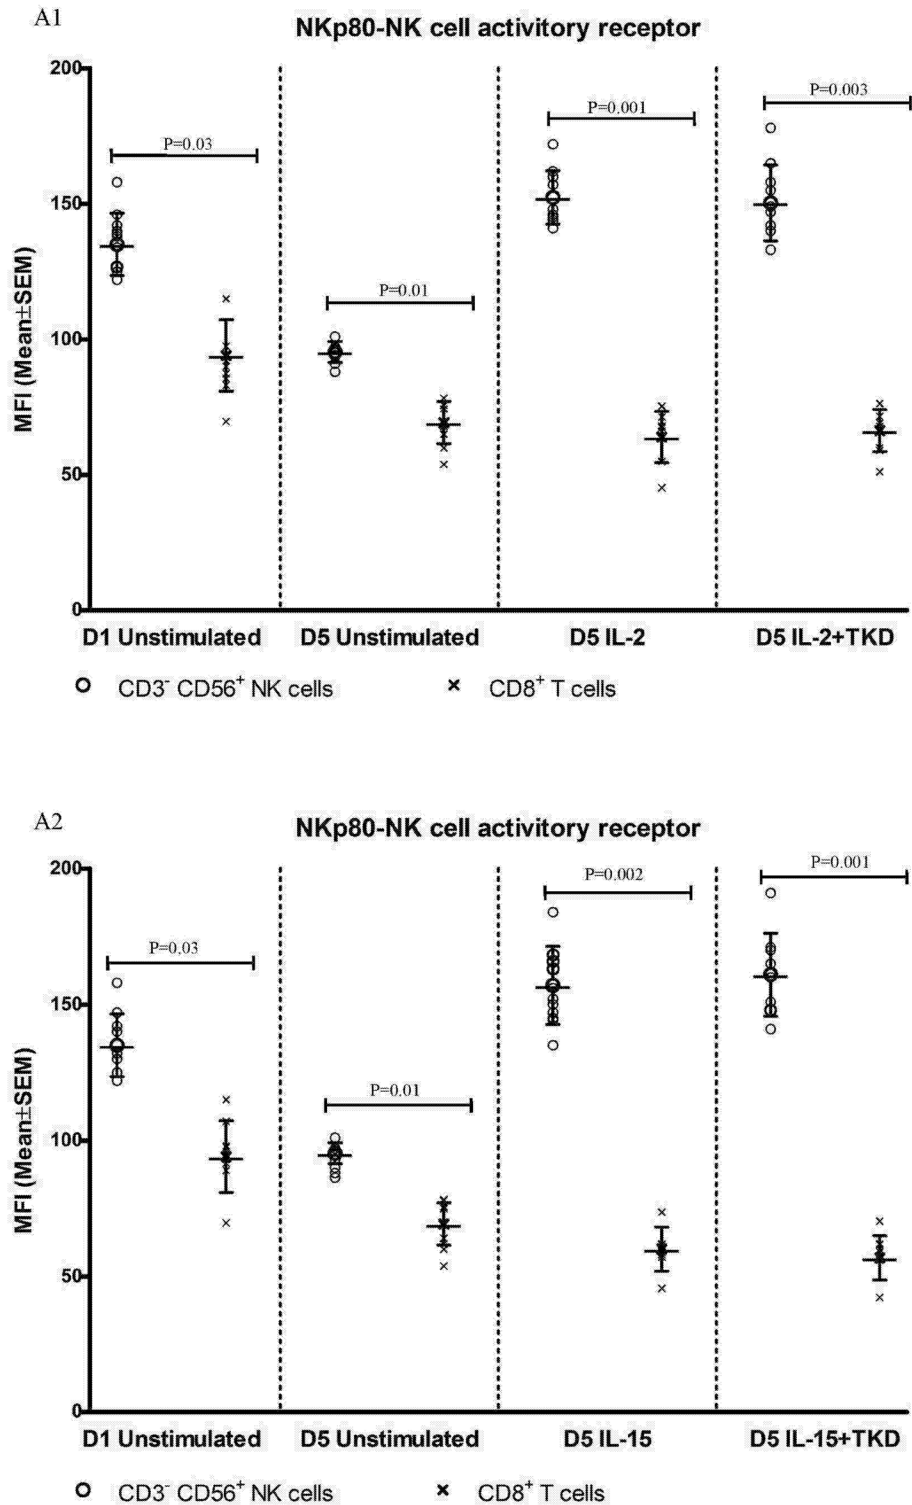 A1
NKp80-NK cell activitory receptor
MFI (Mean±SEM)
200
150
100
50
0
P=0.03
P=0.01
P=0.001
P=0.003
D1 Unstimulated D5 Unstimulated D5 IL-2 D5 IL-2+TKD
CD3⁻ CD56⁺ NK cells CD8⁺ T cells
A2
NKp80-NK cell activitory receptor
MFI (Mean±SEM)
200
150
100
50
0
P=0.03
P=0.01
P=0.002
P=0.001
D1 Unstimulated D5 Unstimulated D5 IL-15 D5 IL-15+TKD
CD3⁻ CD56⁺ NK cells CD8⁺ T cells